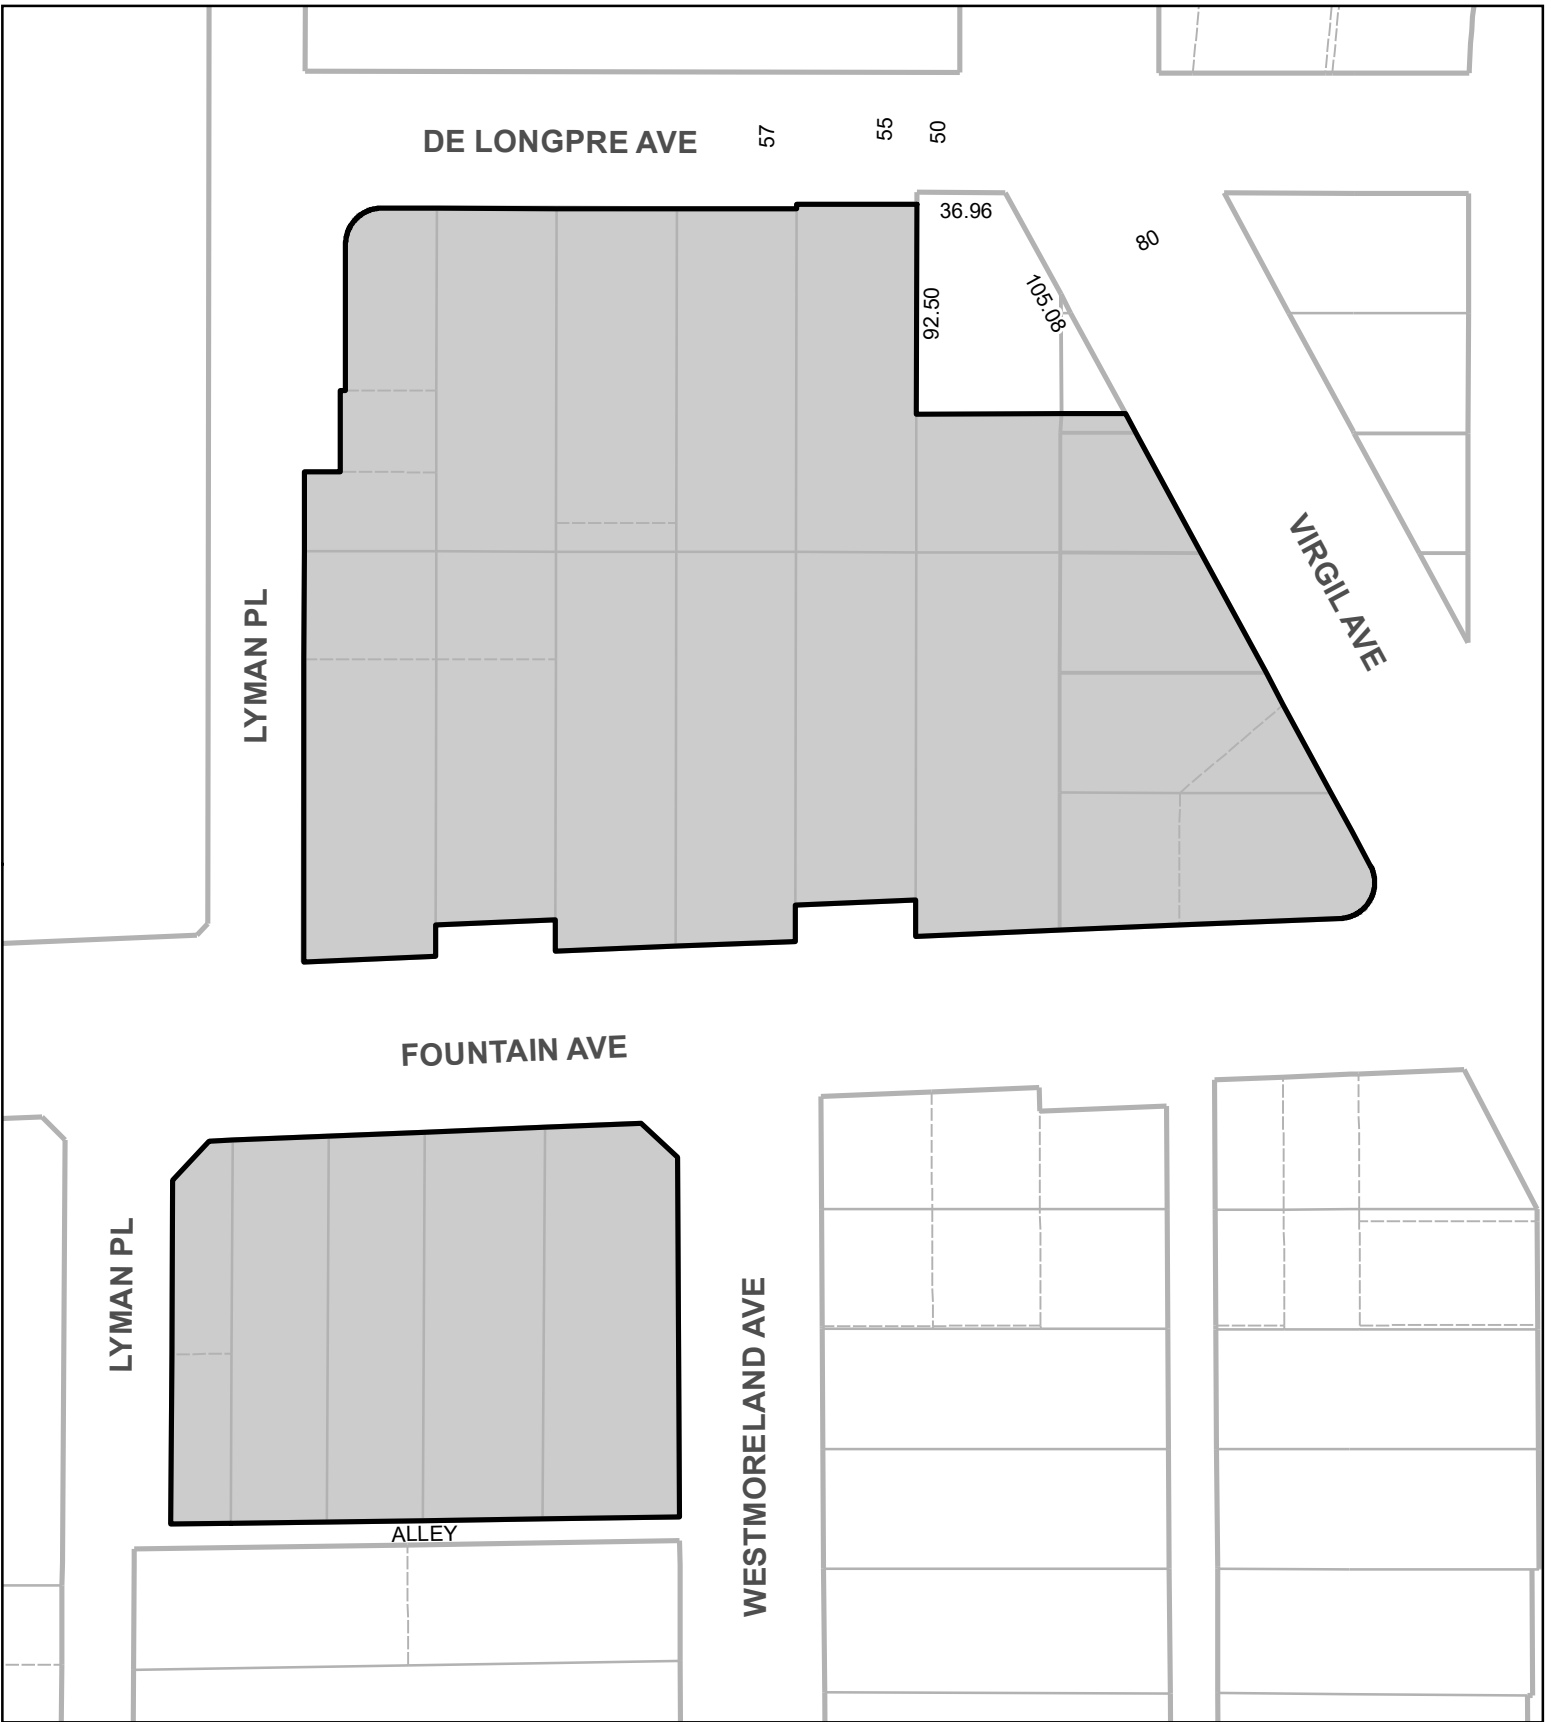 DE LONGPRE AVE
57
55
50
36.96
80
92.50
105.08
VIRGIL AVE
LYMAN PL
FOUNTAIN AVE
LYMAN PL
WESTMORELAND AVE
ALLEY